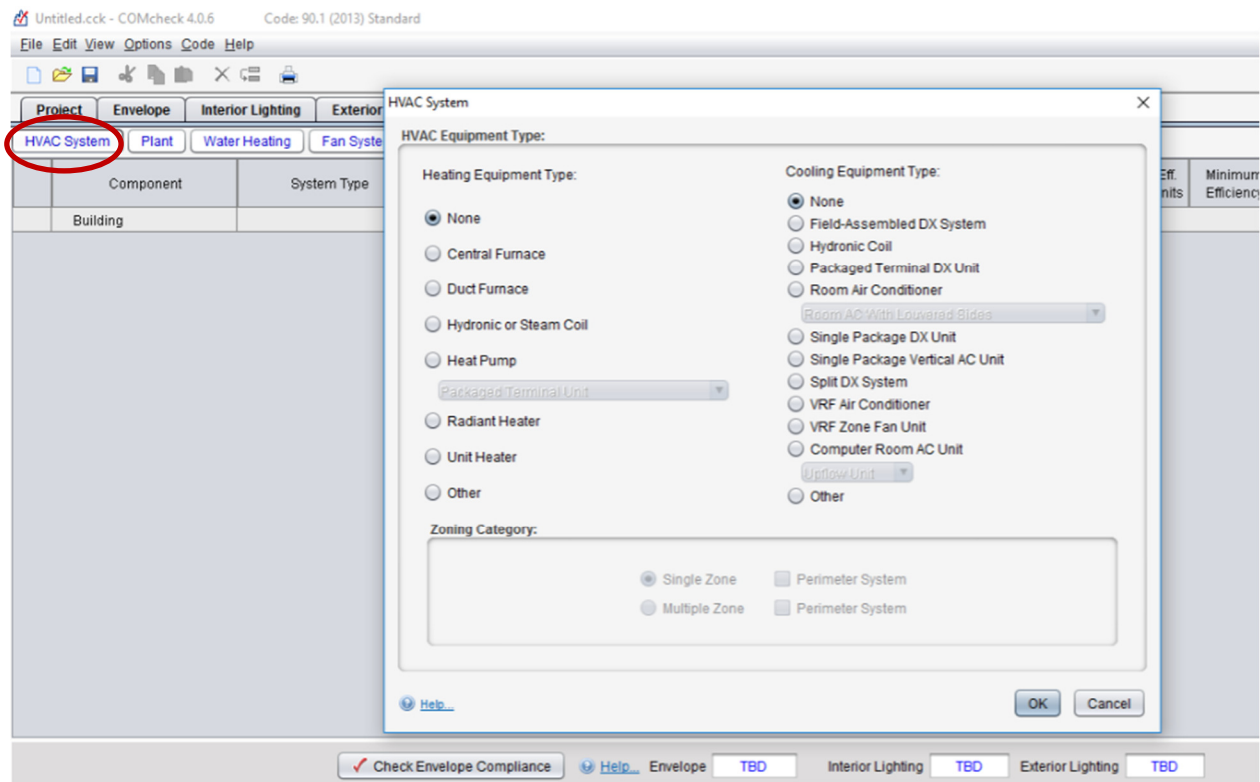 Untitled.cck - COMcheck 4.0.6 Code: 90.1 (2013) Standard
File Edit View Options Code Help
Project Envelope Interior Lighting Exterior
HVAC System Plant Water Heating Fan Syste
Component System Type Eff. nits Minimum Efficiency
Building
HVAC System
HVAC Equipment Type:
Heating Equipment Type:
None
Central Furnace
Duct Furnace
Hydronic or Steam Coil
Heat Pump
Packaged Terminal Unit
Radiant Heater
Unit Heater
Other
Cooling Equipment Type:
None
Field-Assembled DX System
Hydronic Coil
Packaged Terminal DX Unit
Room Air Conditioner
Room AC With Louvered Sides
Single Package DX Unit
Single Package Vertical AC Unit
Split DX System
VRF Air Conditioner
VRF Zone Fan Unit
Computer Room AC Unit
Upflow Unit
Other
Zoning Category:
Single Zone Perimeter System
Multiple Zone Perimeter System
Help...
OK Cancel
Check Envelope Compliance Help... Envelope TBD Interior Lighting TBD Exterior Lighting TBD